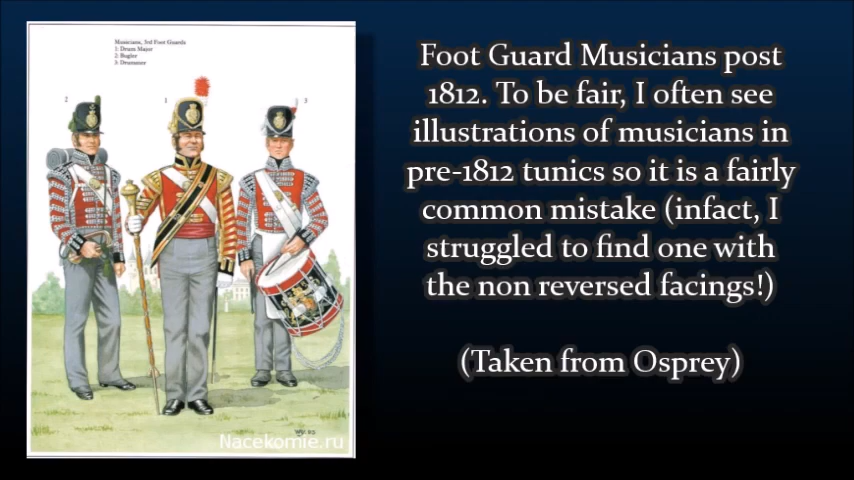 Musicians, 3rd Foot Guards
1: Drum Major
2: Bugler
3: Drummer
2
1
3
Nacekomie.ru
Foot Guard Musicians post
1812. To be fair, I often see
illustrations of musicians in
pre-1812 tunics so it is a fairly
common mistake (infact, I
struggled to find one with
the non reversed facings!)
(Taken from Osprey)